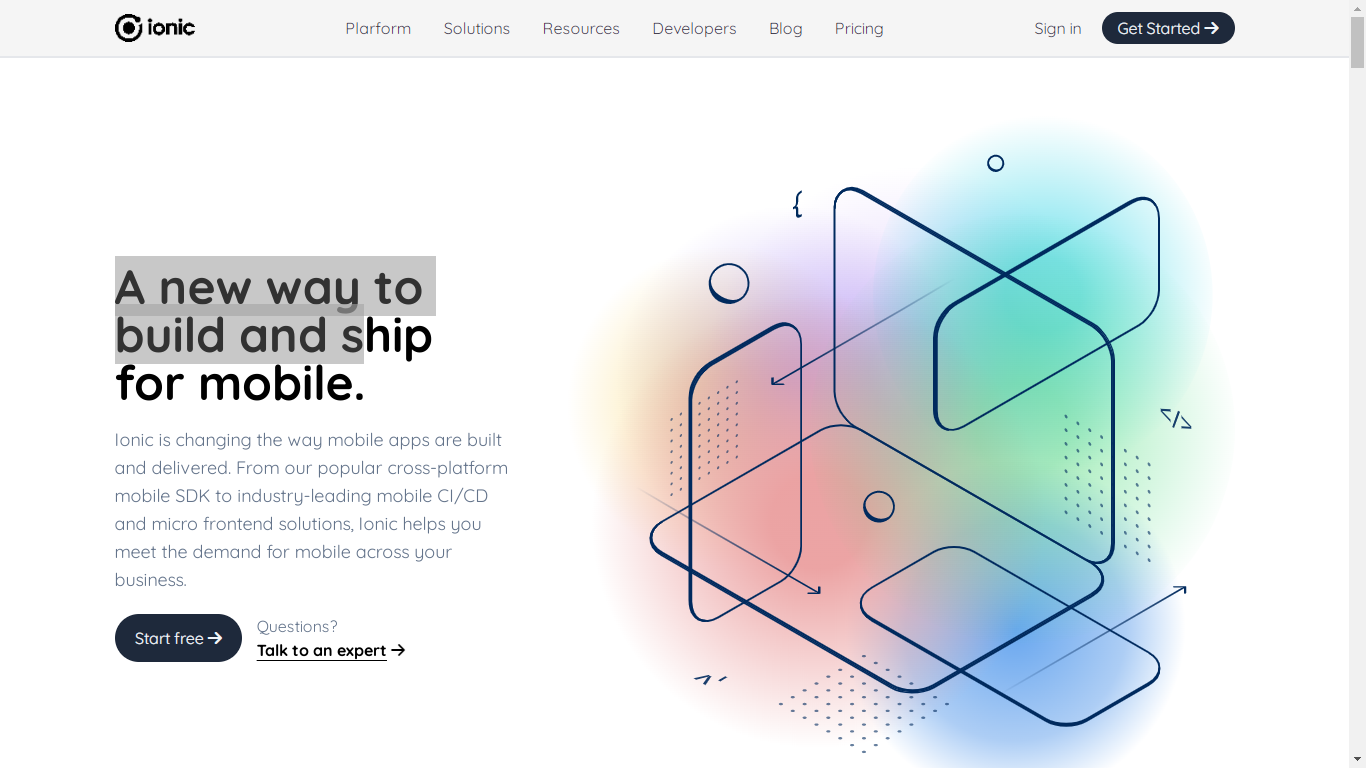 ionic
Platform
Solutions
Resources
Developers
Blog
Pricing
Sign in
Get Started →
A new way to
build and ship
for mobile.
Ionic is changing the way mobile apps are built
and delivered. From our popular cross-platform
mobile SDK to industry-leading mobile CI/CD
and micro frontend solutions, Ionic helps you
meet the demand for mobile across your
business.
Start free →
Questions?
Talk to an expert →
{
</>